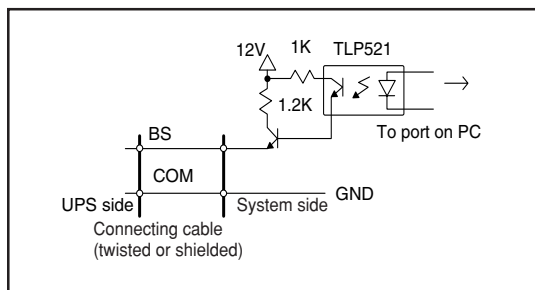 12V
1K
TLP521
1.2K
To port on PC
BS
COM
GND
UPS side
System side
Connecting cable
(twisted or shielded)